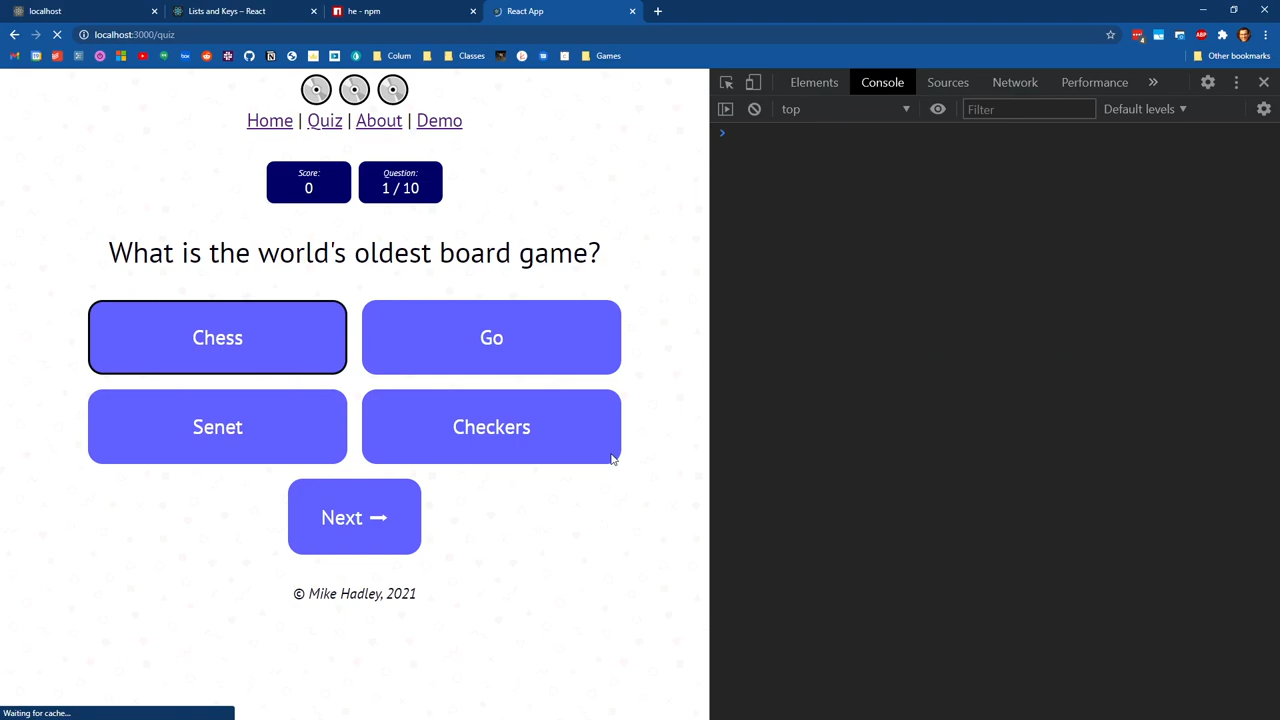 localhost
Lists and Keys – React
he - npm
React App
localhost:3000/quiz
Colum
Classes
Games
Other bookmarks
Home | Quiz | About | Demo
Score:
0
Question:
1 / 10
What is the world's oldest board game?
Chess
Go
Senet
Checkers
Next
© Mike Hadley, 2021
Waiting for cache...
Elements
Console
Sources
Network
Performance
top
Filter
Default levels